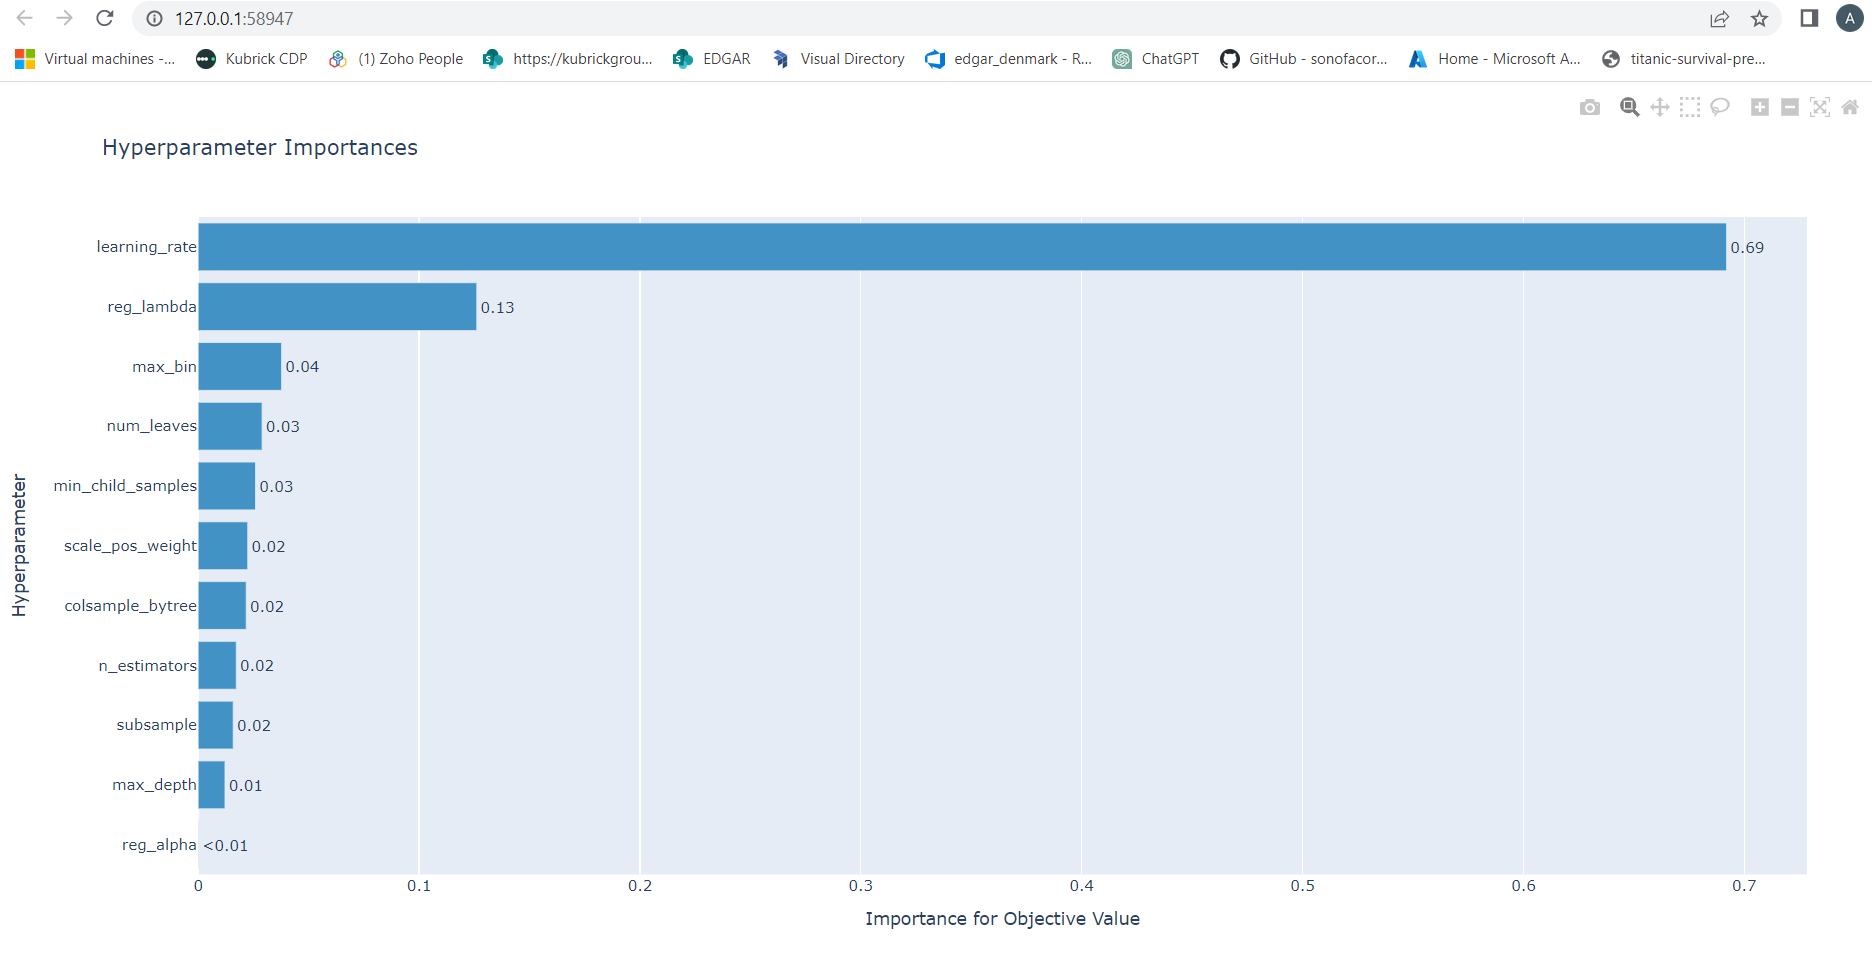 127.0.0.1:58947
A
Virtual machines -... Kubrick CDP (1) Zoho People https://kubrickgrou... EDGAR Visual Directory edgar_denmark - R... ChatGPT GitHub - sonofacor... Home - Microsoft A... titanic-survival-pre...
Hyperparameter Importances
learning_rate 0.69
reg_lambda 0.13
max_bin 0.04
num_leaves 0.03
min_child_samples 0.03
scale_pos_weight 0.02
colsample_bytree 0.02
n_estimators 0.02
subsample 0.02
max_depth 0.01
reg_alpha <0.01
Hyperparameter
0 0.1 0.2 0.3 0.4 0.5 0.6 0.7
Importance for Objective Value